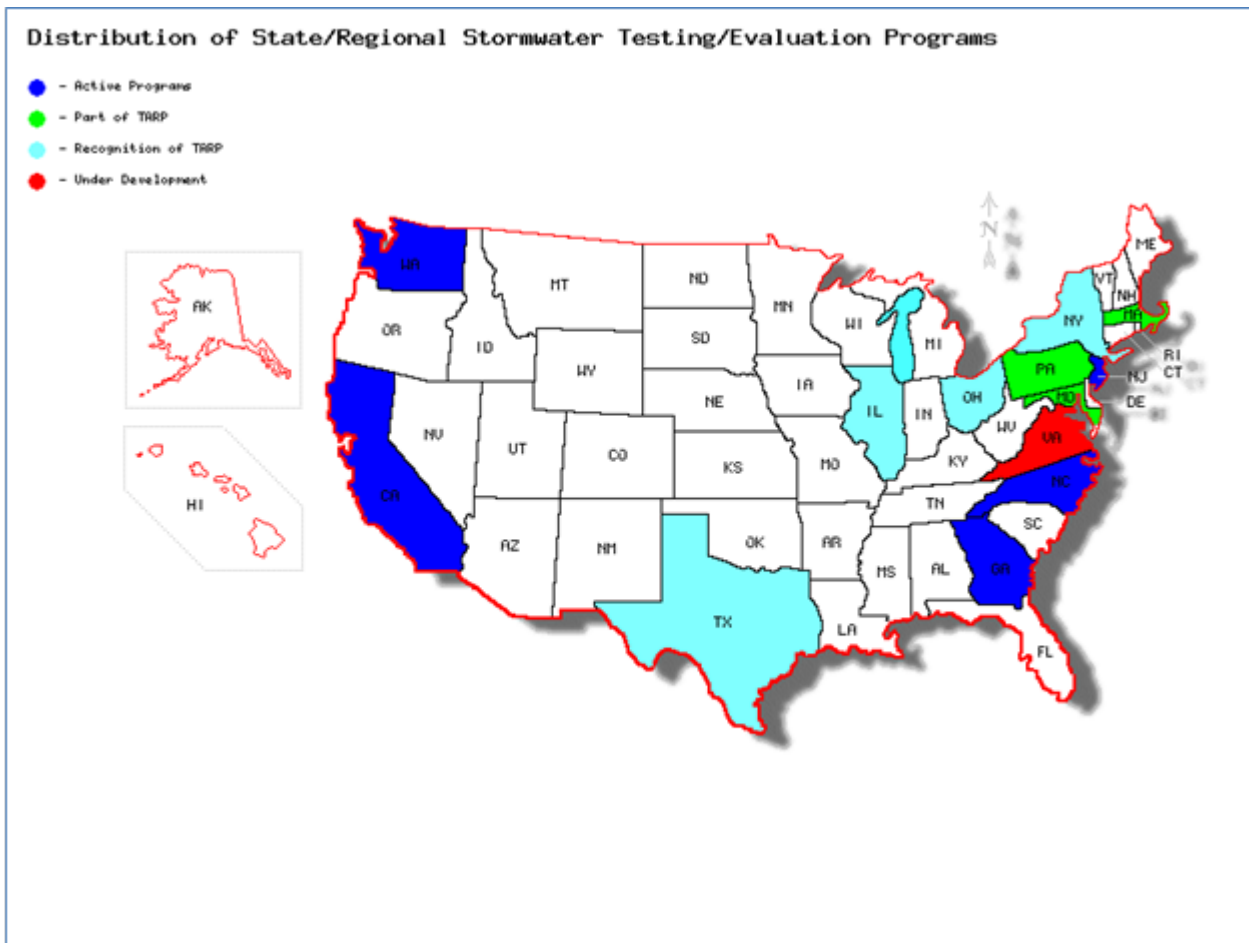 Distribution of State/Regional Stormwater Testing/Evaluation Programs
- Active Programs
- Part of TARP
- Recognition of TARP
- Under Development
N
ME
WA
VT
NH
MT
ND
MN
AK
OR
WI
NY
MA
ID
SD
MI
RI
WY
PA
CT
NJ
IA
NE
OH
MD
DE
IL
IN
NV
WV
VA
UT
CO
KS
MO
KY
CA
NC
HI
TN
SC
AZ
NM
OK
AR
MS
AL
GA
TX
LA
FL